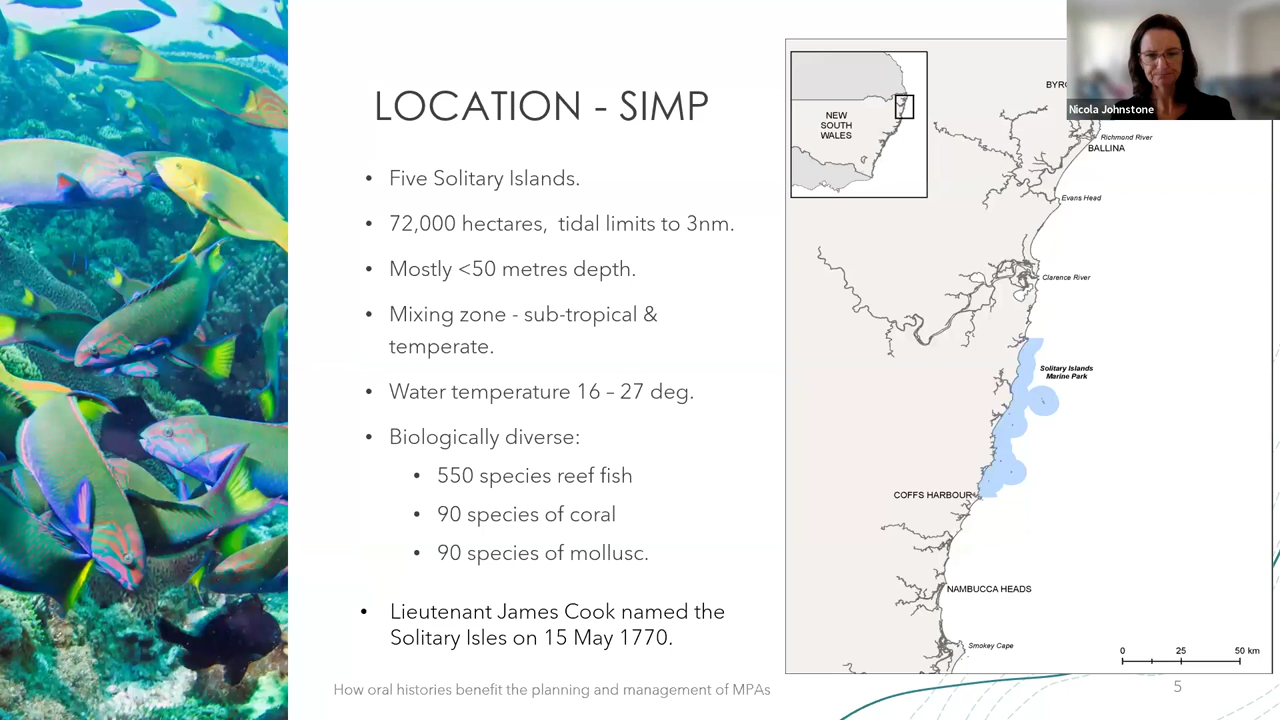 LOCATION - SIMP
• Five Solitary Islands.
• 72,000 hectares, tidal limits to 3nm.
• Mostly <50 metres depth.
• Mixing zone - sub-tropical &
temperate.
• Water temperature 16 – 27 deg.
• Biologically diverse:
• 550 species reef fish
• 90 species of coral
• 90 species of mollusc.
• Lieutenant James Cook named the
Solitary Isles on 15 May 1770.
How oral histories benefit the planning and management of MPAs
NEW
SOUTH
WALES
Nicola Johnstone
Richmond River
BALLINA
Evans Head
Clarence River
Solitary Islands
Marine Park
COFFS HARBOUR
NAMBUCCA HEADS
Smokey Cape
0 25 50 km
5